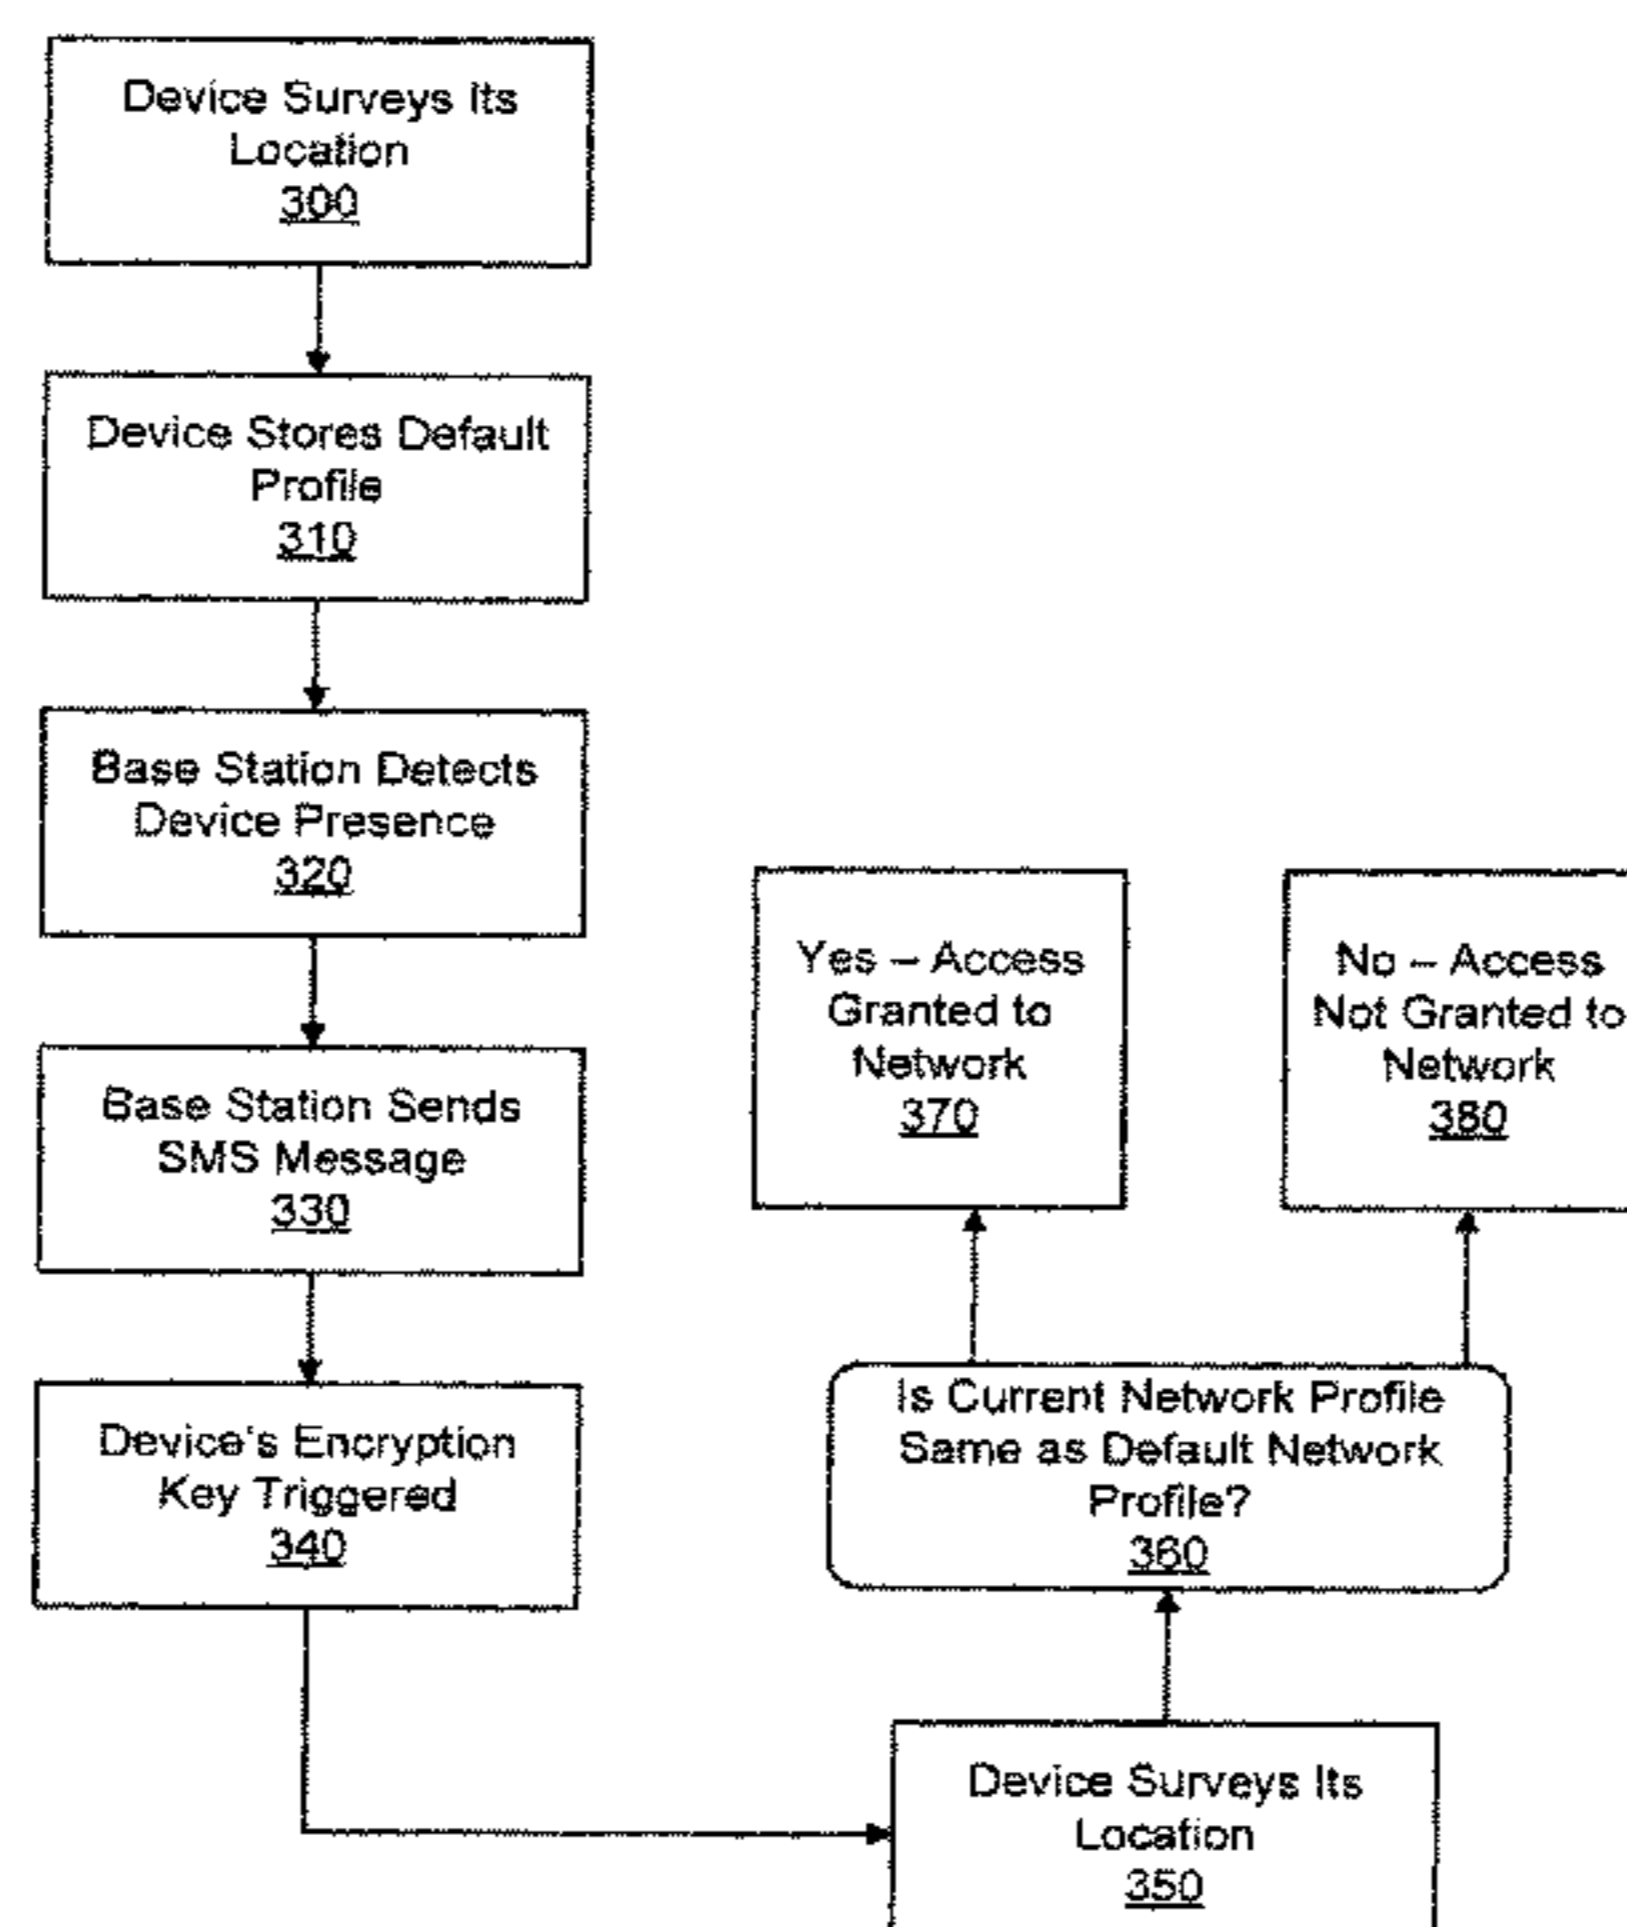 Device Surveys Its
Location
300
Device Stores Default
Profile
310
Base Station Detects
Device Presence
320
Base Station Sends
SMS Message
330
Device's Encryption
Key Triggered
340
Yes – Access
Granted to
Network
370
No – Access
Not Granted to
Network
380
Is Current Network Profile
Same as Default Network
Profile?
360
Device Surveys Its
Location
350